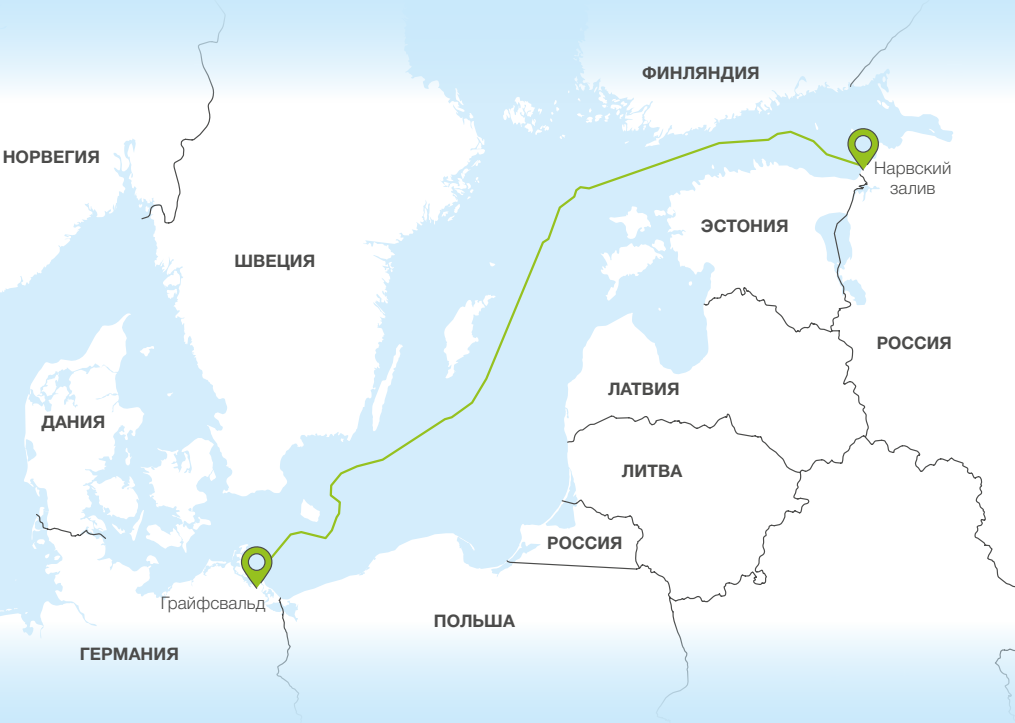 ФИНЛЯНДИЯ
НОРВЕГИЯ
Нарвский
залив
ЭСТОНИЯ
ШВЕЦИЯ
РОССИЯ
ЛАТВИЯ
ДАНИЯ
ЛИТВА
РОССИЯ
Грайфсвальд
ПОЛЬША
ГЕРМАНИЯ